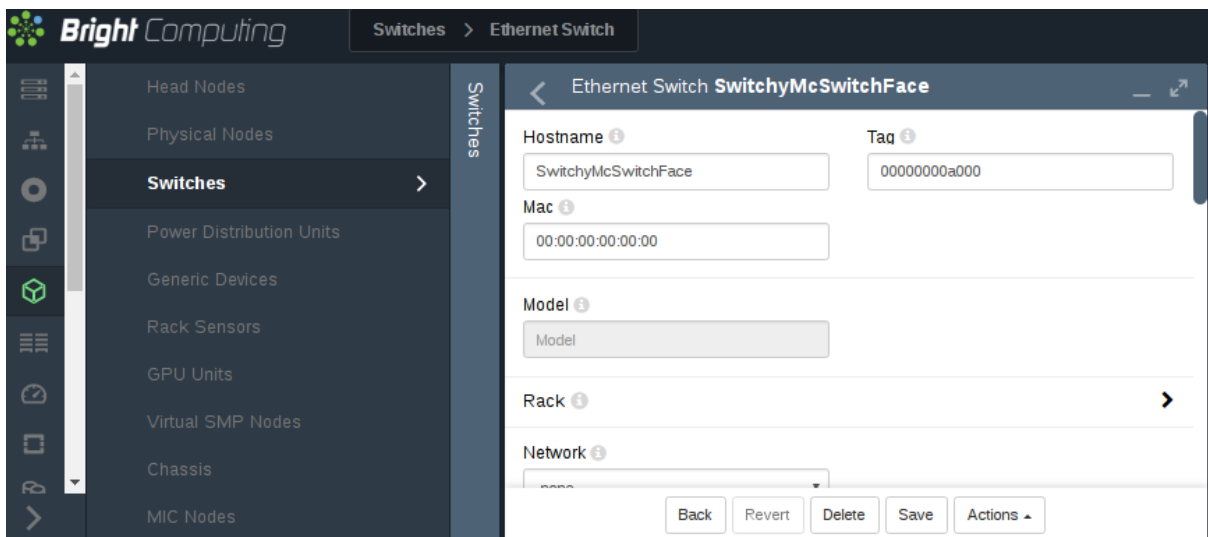 Bright Computing
Switches > Ethernet Switch
Head Nodes
Physical Nodes
Switches
Power Distribution Units
Generic Devices
Rack Sensors
GPU Units
Virtual SMP Nodes
Chassis
MIC Nodes
Switches
Ethernet Switch SwitchyMcSwitchFace
Hostname
Tag
SwitchyMcSwitchFace
00000000a000
Mac
00:00:00:00:00:00
Model
Model
Rack
Network
Back
Revert
Delete
Save
Actions